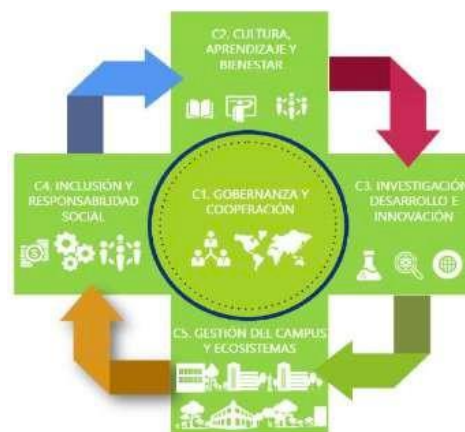 C2. CULTURA,
APRENDIZAJE Y
BIENESTAR
C4. INCLUSIÓN Y
RESPONSABILIDAD
SOCIAL
C1. GOBERNANZA Y
COOPERACIÓN
C3. INVESTIGACIÓN
DESARROLLO E
INNOVACIÓN
C5. GESTIÓN DEL CAMPUS
Y ECOSISTEMAS